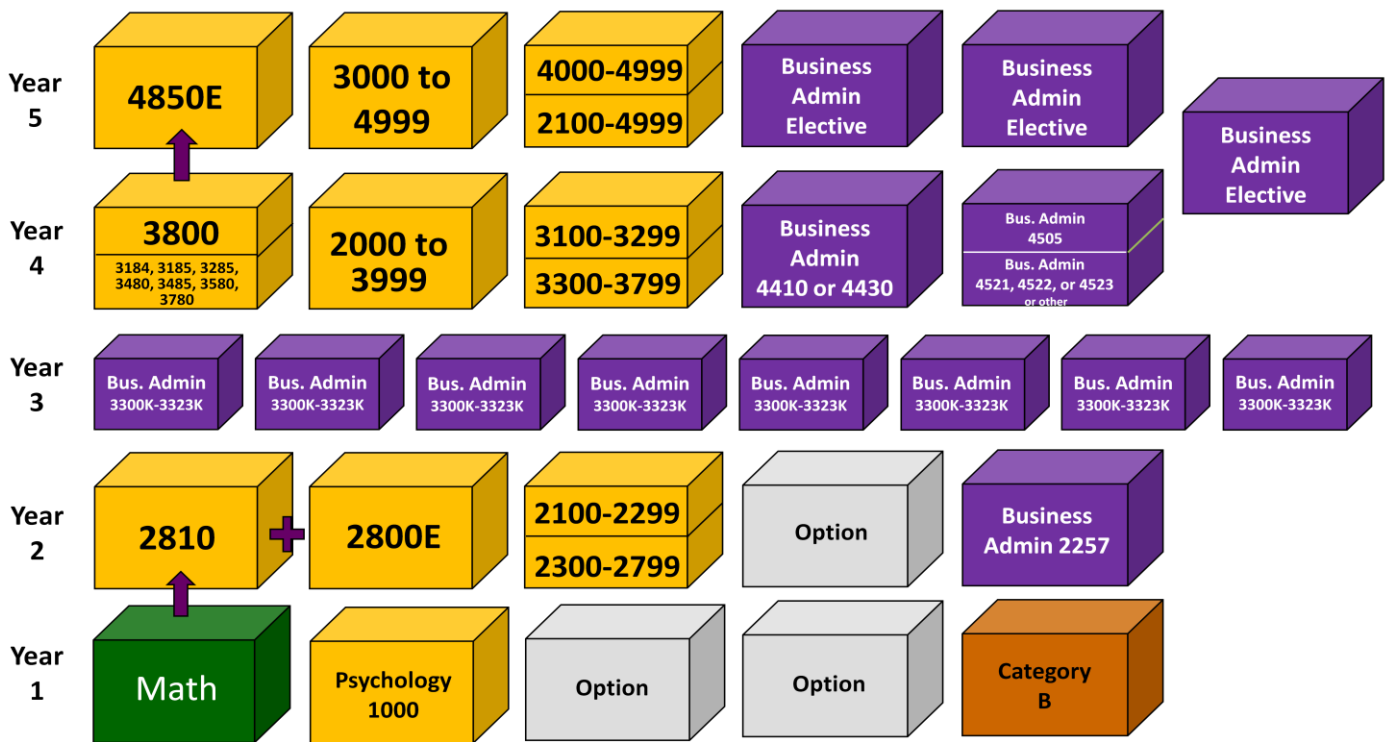 Year
5
4850E
3000 to
4999
4000-4999
2100-4999
Business
Admin
Elective
Business
Admin
Elective
Business
Admin
Elective
Year
4
3800
3184, 3185, 3285,
3480, 3485, 3580,
3780
2000 to
3999
3100-3299
3300-3799
Business
Admin
4410 or 4430
Bus. Admin
4505
Bus. Admin
4521, 4522, or 4523
or other
Year
3
Bus. Admin
3300K-3323K
Bus. Admin
3300K-3323K
Bus. Admin
3300K-3323K
Bus. Admin
3300K-3323K
Bus. Admin
3300K-3323K
Bus. Admin
3300K-3323K
Bus. Admin
3300K-3323K
Bus. Admin
3300K-3323K
Year
2
2810
2800E
2100-2299
2300-2799
Option
Business
Admin 2257
Year
1
Math
Psychology
1000
Option
Option
Category
B